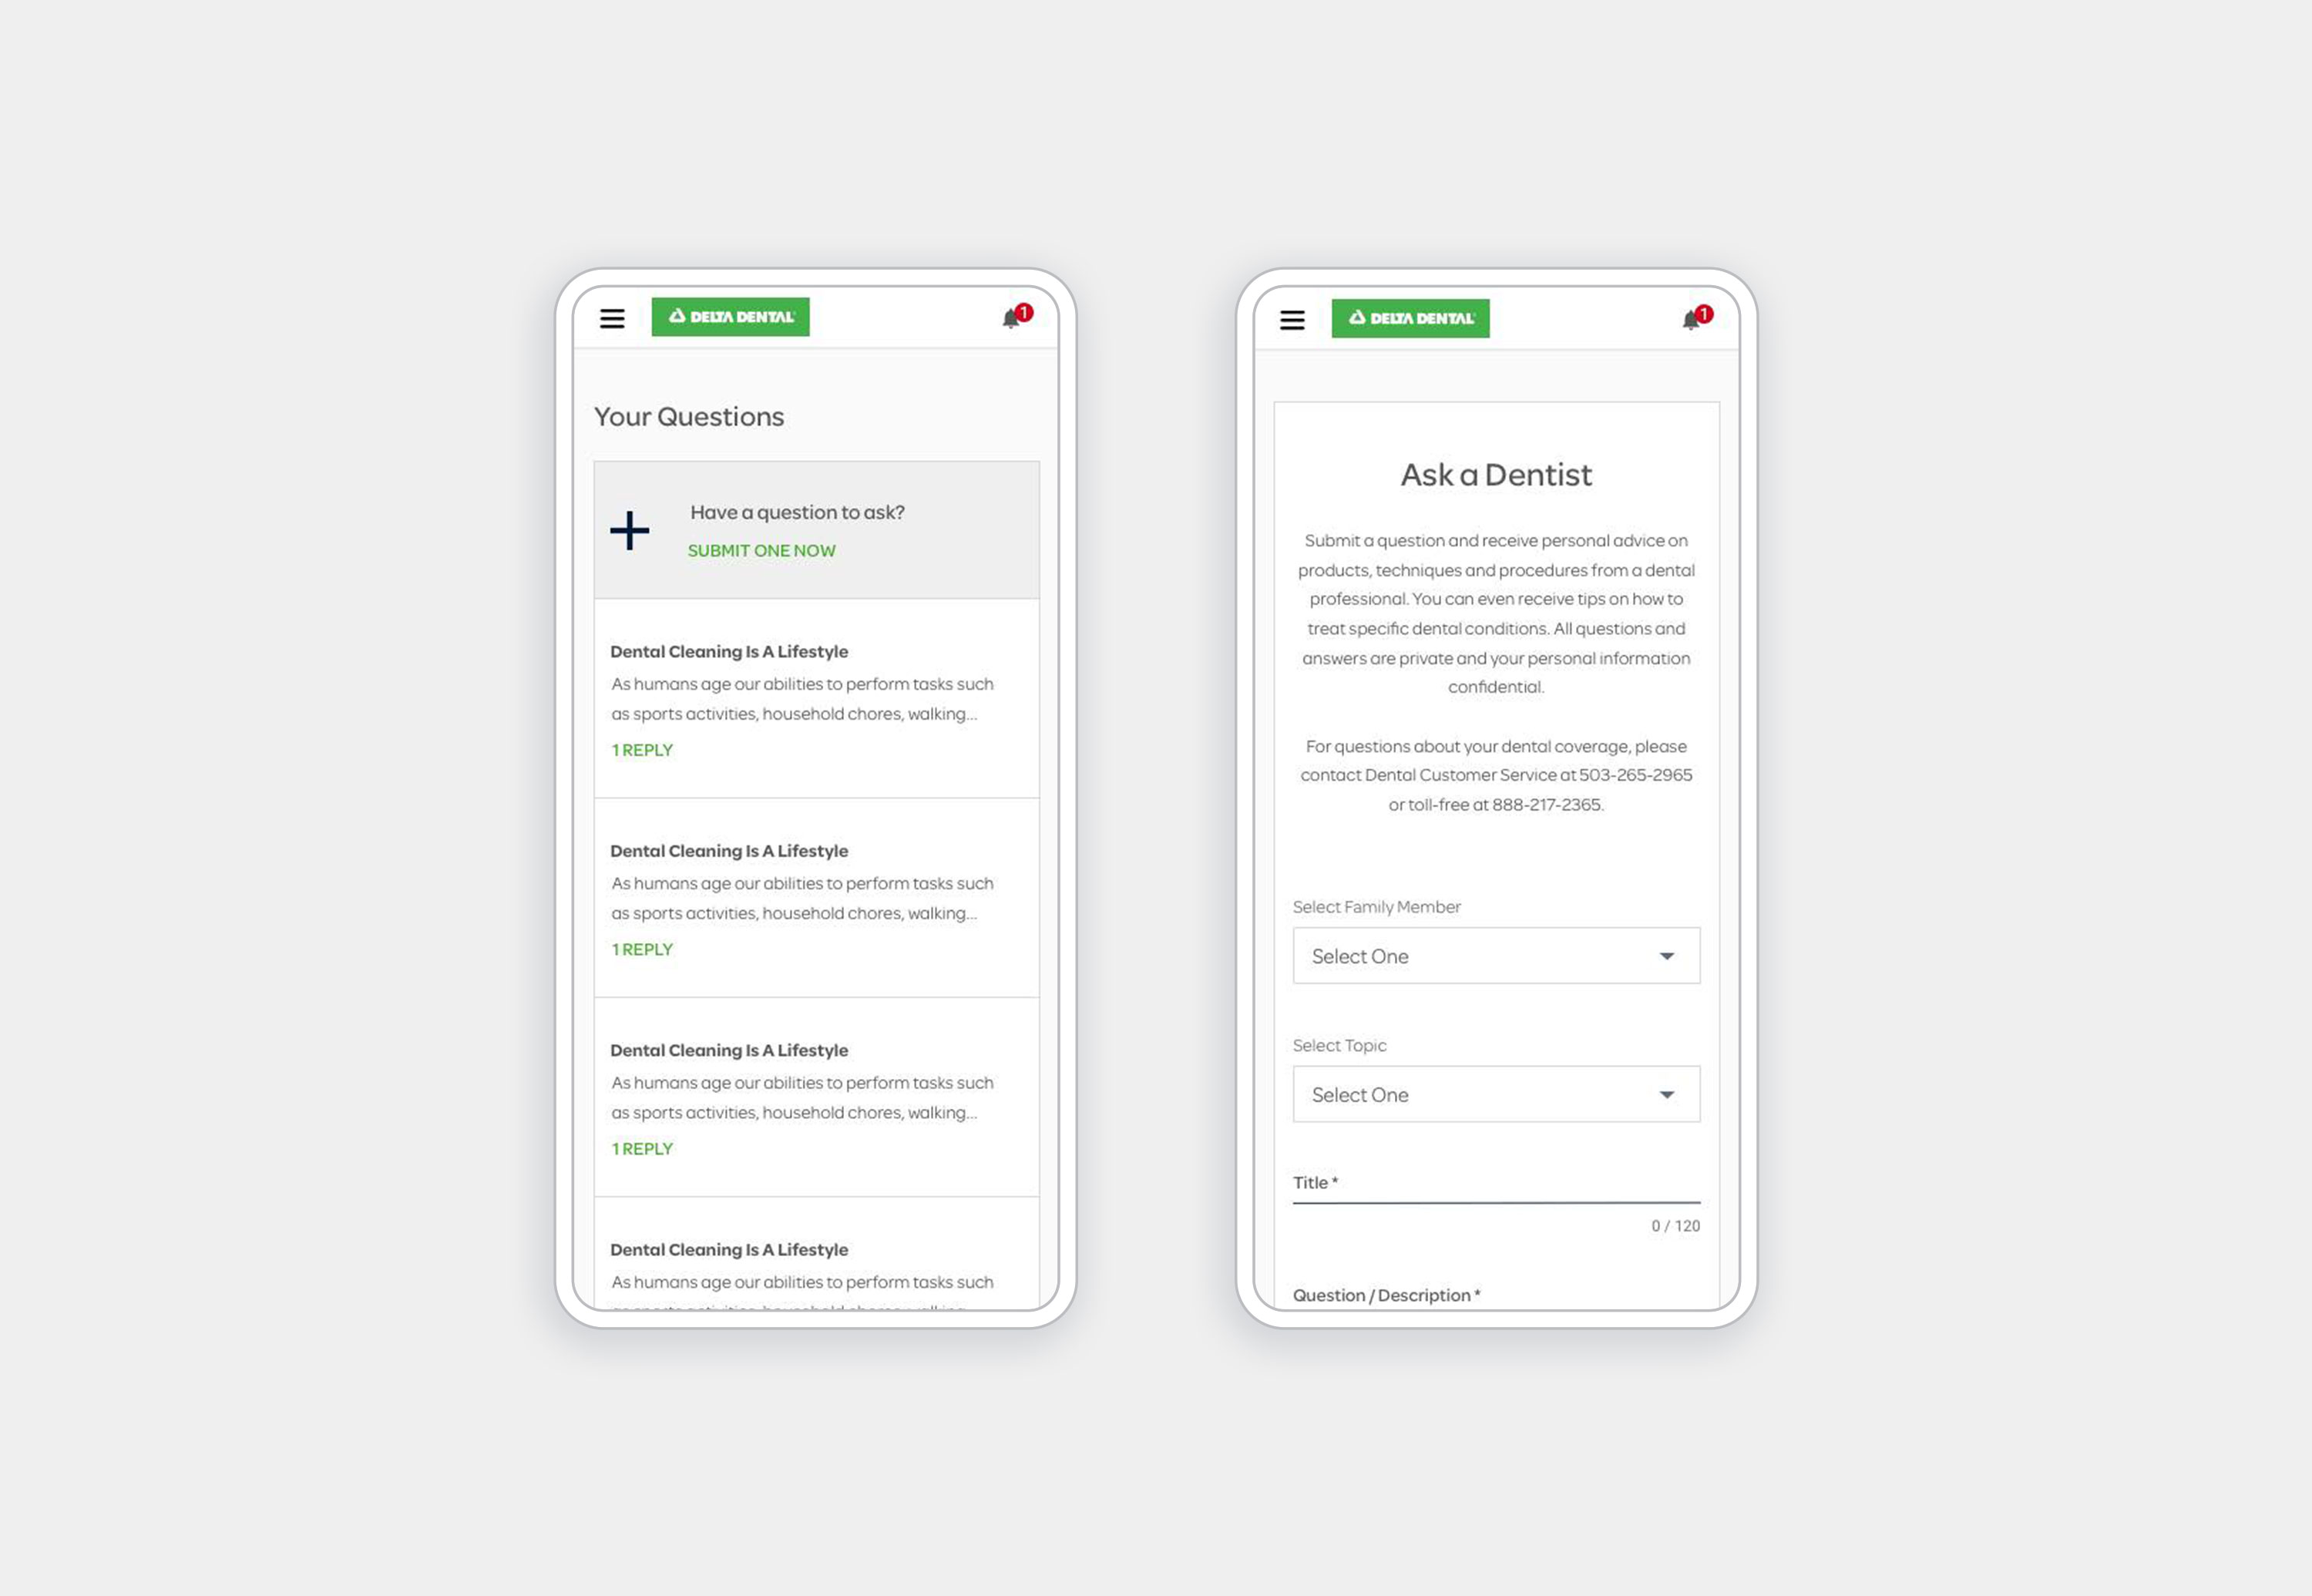 DELTA DENTAL
1
Your Questions
Have a question to ask?
SUBMIT ONE NOW
Dental Cleaning Is A Lifestyle
As humans age our abilities to perform tasks such
as sports activities, household chores, walking...
1 REPLY
Dental Cleaning Is A Lifestyle
As humans age our abilities to perform tasks such
as sports activities, household chores, walking...
1 REPLY
Dental Cleaning Is A Lifestyle
As humans age our abilities to perform tasks such
as sports activities, household chores, walking...
1 REPLY
Dental Cleaning Is A Lifestyle
As humans age our abilities to perform tasks such
DELTA DENTAL
1
Ask a Dentist
Submit a question and receive personal advice on
products, techniques and procedures from a dental
professional. You can even receive tips on how to
treat specific dental conditions. All questions and
answers are private and your personal information
confidential.
For questions about your dental coverage, please
contact Dental Customer Service at 503-265-2965
or toll-free at 888-217-2365.
Select Family Member
Select One
Select Topic
Select One
Title *
0 / 120
Question / Description *